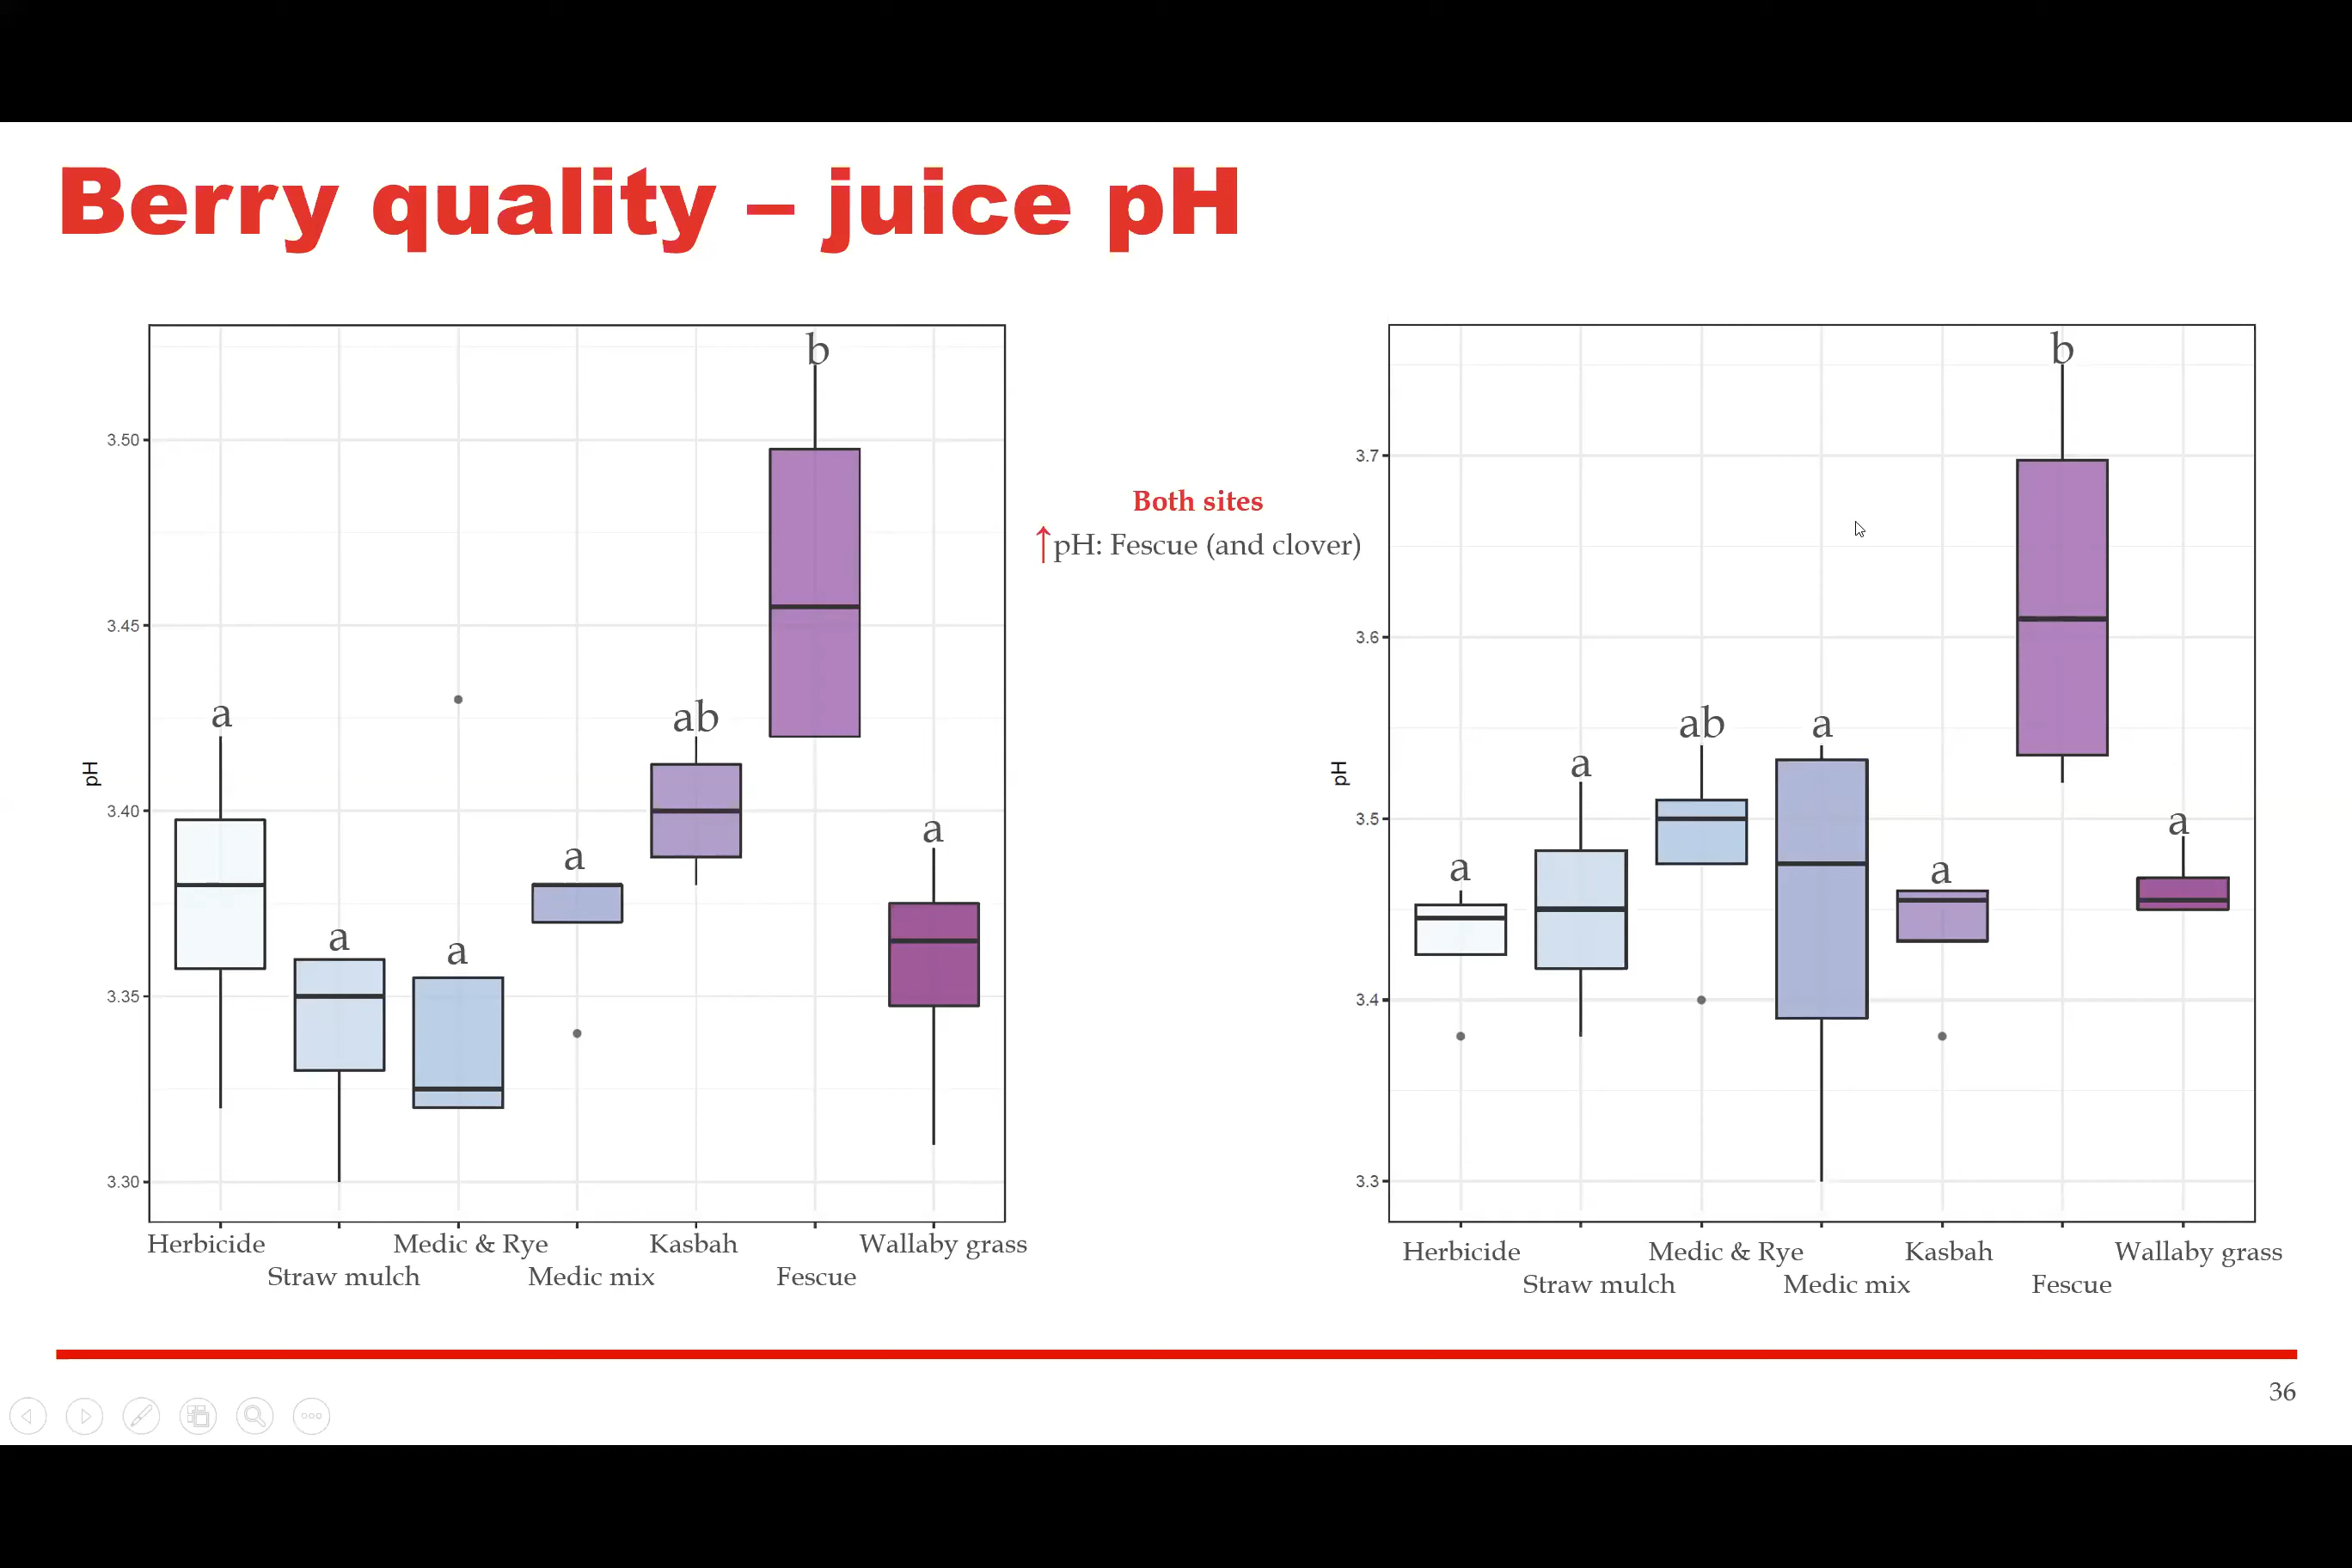 Berry quality – juice pH
b
3.50
3.45
a
ab
pH
3.40
a
a
a
a
3.35
3.30
Herbicide Medic & Rye Kasbah Wallaby grass
Straw mulch Medic mix Fescue
Both sites
↑pH: Fescue (and clover)
b
3.7
3.6
ab
a
a
pH
3.5
a
a
a
3.4
3.3
Herbicide Medic & Rye Kasbah Wallaby grass
Straw mulch Medic mix Fescue
36